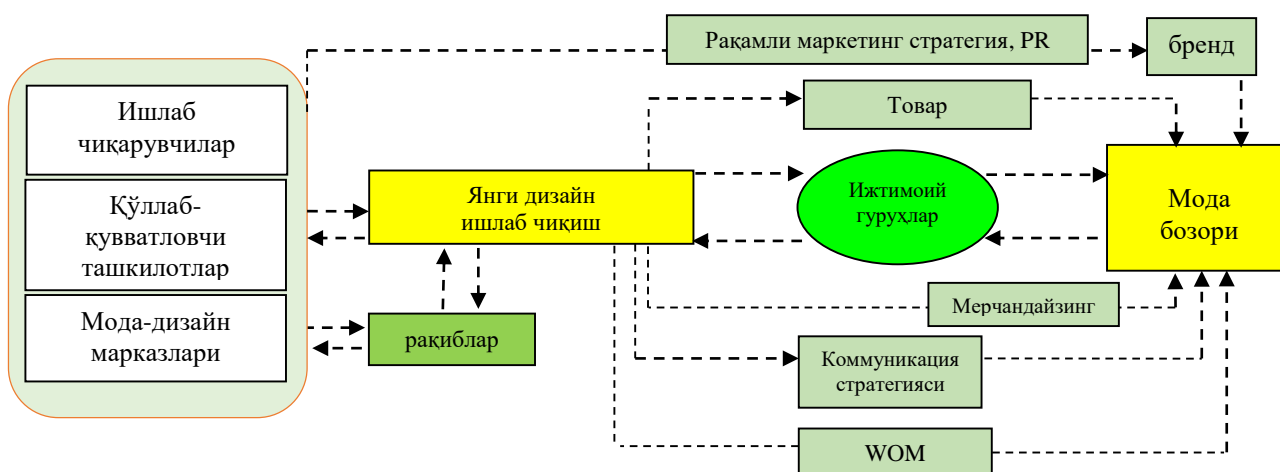 Рақамли маркетинг стратегия, PR
бренд
Ишлаб
чиқарувчилар
Қўллаб-
қувватловчи
ташкилотлар
Мода-дизайн
марказлари
Янги дизайн
ишлаб чиқиш
рақиблар
Товар
Ижтимоий
гуруҳлар
Мода
бозори
Мерчандайзинг
Коммуникация
стратегияси
WOM